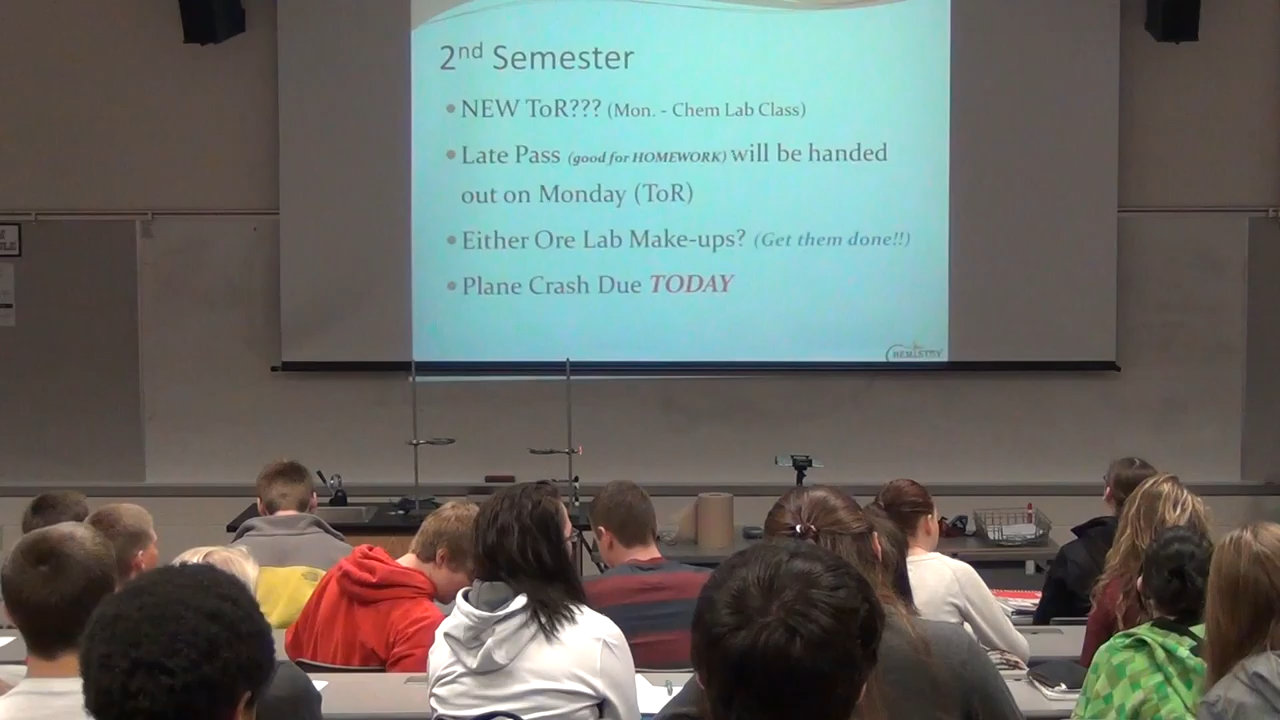 2nd Semester
• NEW ToR??? (Mon. - Chem Lab Class)
• Late Pass (good for HOMEWORK) will be handed
out on Monday (ToR)
• Either Ore Lab Make-ups? (Get them done!!)
• Plane Crash Due TODAY
CHEMISTRY